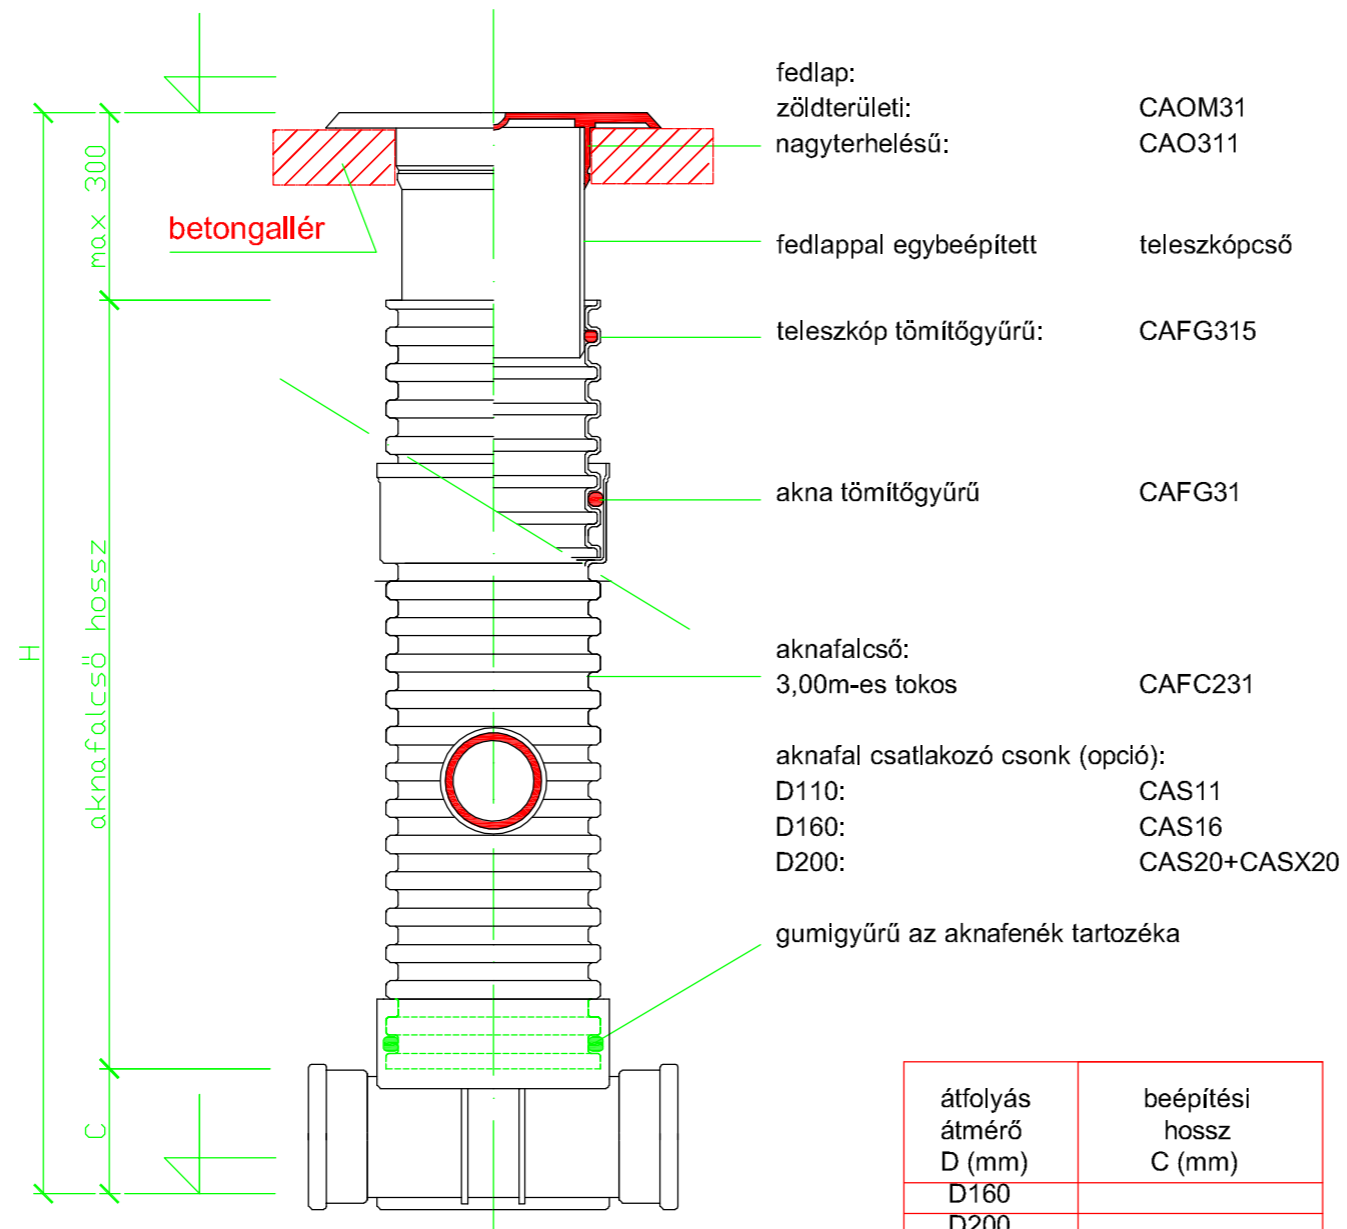 fedlap:
zöldterületi: CAOM31
nagyterhelésű: CAO311
max 300
betongallér
fedlappal egybeépített teleszkópcső
teleszkóp tömítőgyűrű: CAFG315
akna tömítőgyűrű CAFG31
H
aknafalcső hossz
aknafalcső:
3,00m-es tokos CAFC231
aknafal csatlakozó csonk (opció):
D110: CAS11
D160: CAS16
D200: CAS20+CASX20
gumigyűrű az aknafenék tartozéka
C
átfolyás beépítési
átmérő hossz
D (mm) C (mm)
D160
D200